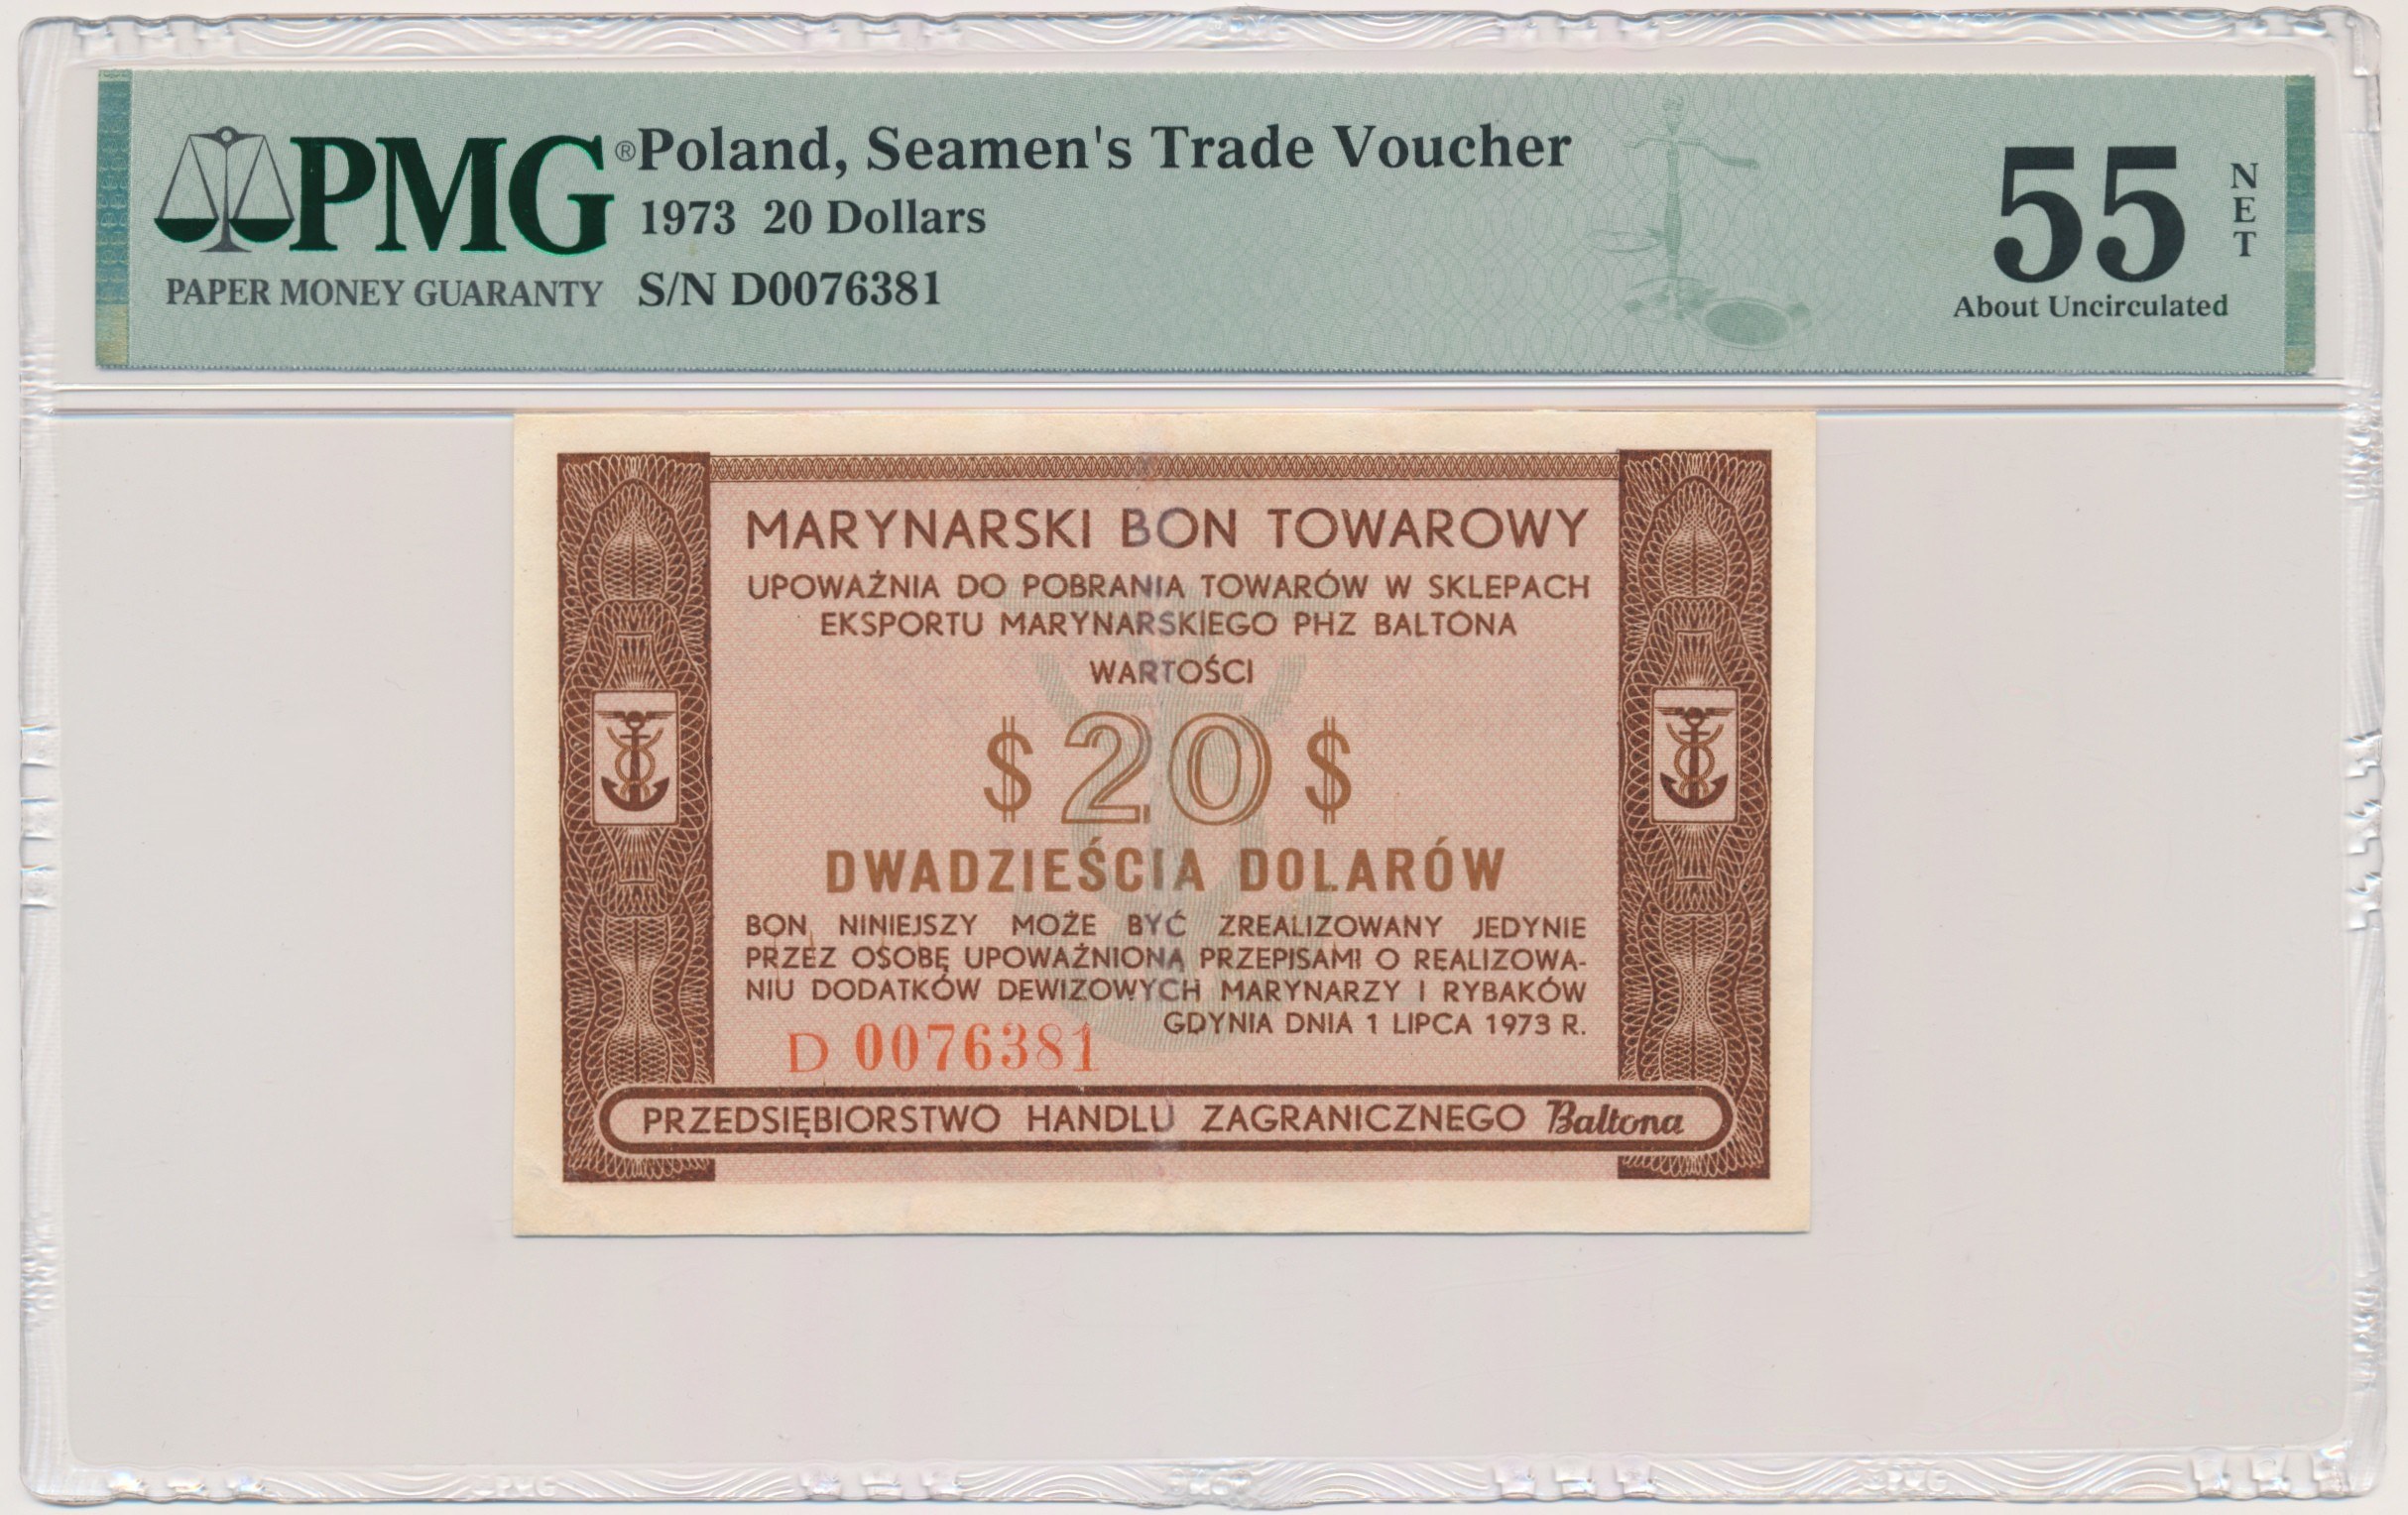 PMG®
PAPER MONEY GUARANTY
Poland, Seamen's Trade Voucher
1973 20 Dollars
S/N D0076381
55
NET
About Uncirculated
MARYNARSKI BON TOWAROWY
UPOWAŻNIA DO POBRANIA TOWARÓW W SKLEPACH
EKSPORTU MARYNARSKIEGO PHZ BALTONA
WARTOŚCI
$ 20 $
DWADZIEŚCIA DOLARÓW
BON NINIEJSZY MOŻE BYĆ ZREALIZOWANY JEDYNIE
PRZEZ OSOBĘ UPOWAŻNIONĄ PRZEPISAMI O REALIZOWA-
NIU DODATKÓW DEWIZOWYCH MARYNARZY I RYBAKÓW
GDYNIA DNIA 1 LIPCA 1973 R.
D 0076381
PRZEDSIĘBIORSTWO HANDLU ZAGRANICZNEGO Baltona